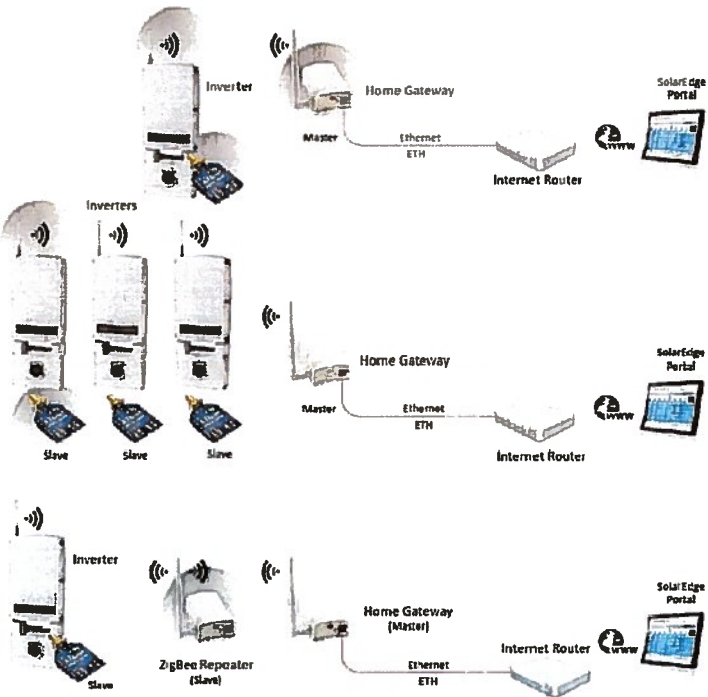 Inverter
Home Gateway
SolarEdge
Portal
Master
Ethernet
ETH
www
Internet Router
Inverters
Home Gateway
SolarEdge
Portal
Master
Ethernet
ETH
www
Internet Router
Slave
Slave
Slave
Inverter
SolarEdge
Portal
Home Gateway
(Master)
Internet Router
www
Slave
ZigBee Repeater
(Slave)
Ethernet
ETH